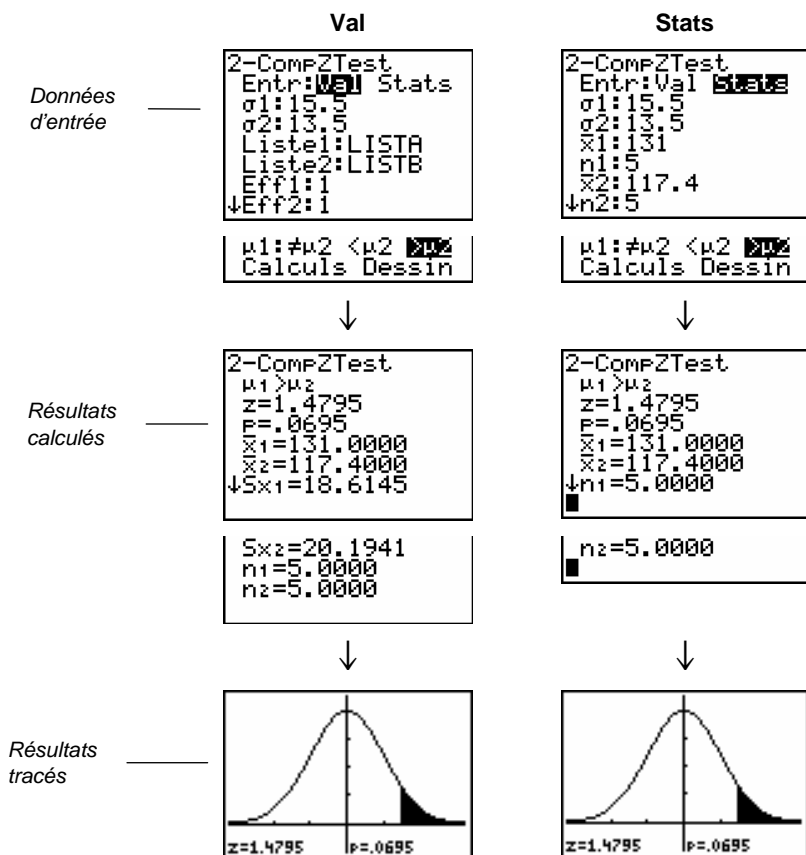 Val
Stats
Données
d'entrée
2-CompZTest
Entr:Val Stats
σ1:15.5
σ2:13.5
Liste1:LISTA
Liste2:LISTB
Eff1:1
↓Eff2:1
μ1:≠μ2 <μ2 >μ2
Calculs Dessin
2-CompZTest
Entr:Val Stats
σ1:15.5
σ2:13.5
x̄1:131
n1:5
x̄2:117.4
↓n2:5
μ1:≠μ2 <μ2 >μ2
Calculs Dessin
↓
↓
Résultats
calculés
2-CompZTest
μ1>μ2
z=1.4795
p=.0695
x̄1=131.0000
x̄2=117.4000
↓Sx1=18.6145
Sx2=20.1941
n1=5.0000
n2=5.0000
2-CompZTest
μ1>μ2
z=1.4795
p=.0695
x̄1=131.0000
x̄2=117.4000
↓n1=5.0000
n2=5.0000
↓
↓
Résultats
tracés
z=1.4795 p=.0695
z=1.4795 p=.0695